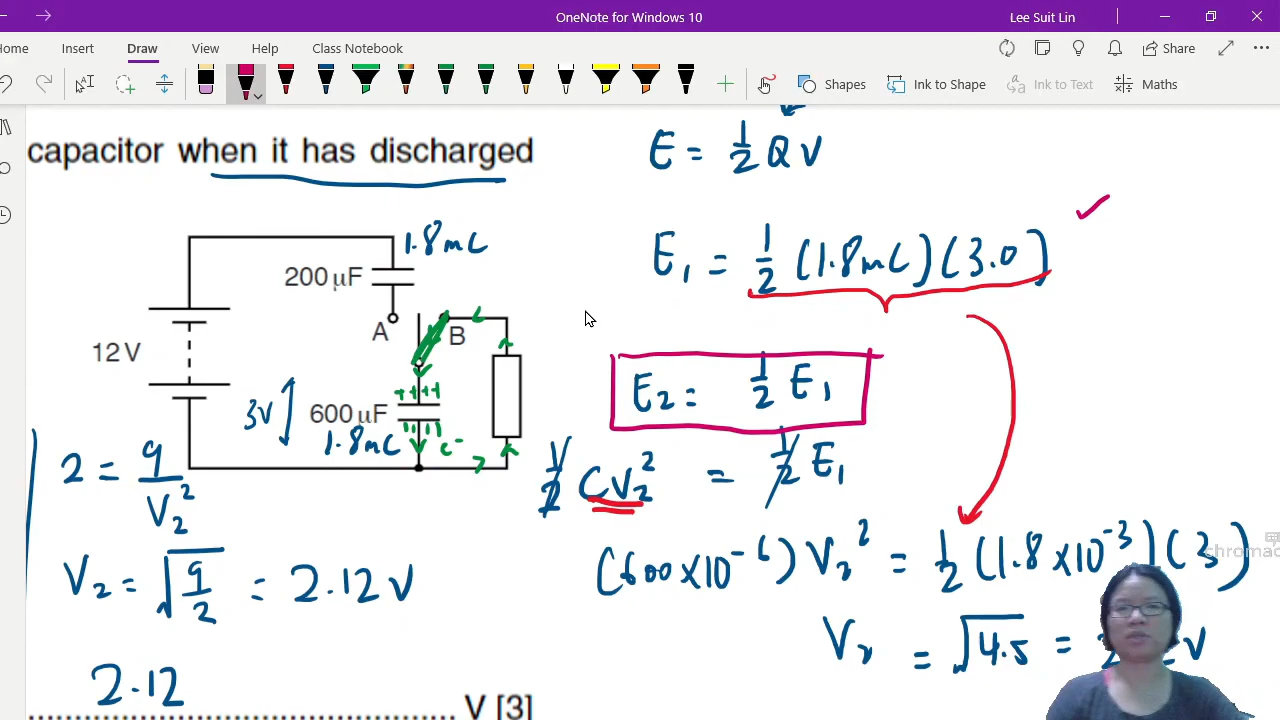 OneNote for Windows 10
Lee Suit Lin
Home Insert Draw View Help Class Notebook
Share
Shapes Ink to Shape Ink to Text Maths
capacitor when it has discharged
E = 1/2 QV
1.8mC
200 µF
E₁ = 1/2 (1.8mC)(3.0)
A
B
12 V
E₂ = 1/2 E₁
3V
600 µF
++++
1.8mC
e⁻
2 = 9/V₂²
1/2 CV₂² = 1/2 E₁
(600×10⁻⁶) V₂² = 1/2 (1.8×10⁻³)(3)
V₂ = √(9/2) = 2.12 V
V₂ = √4.5 =
V
2.12
V [3]